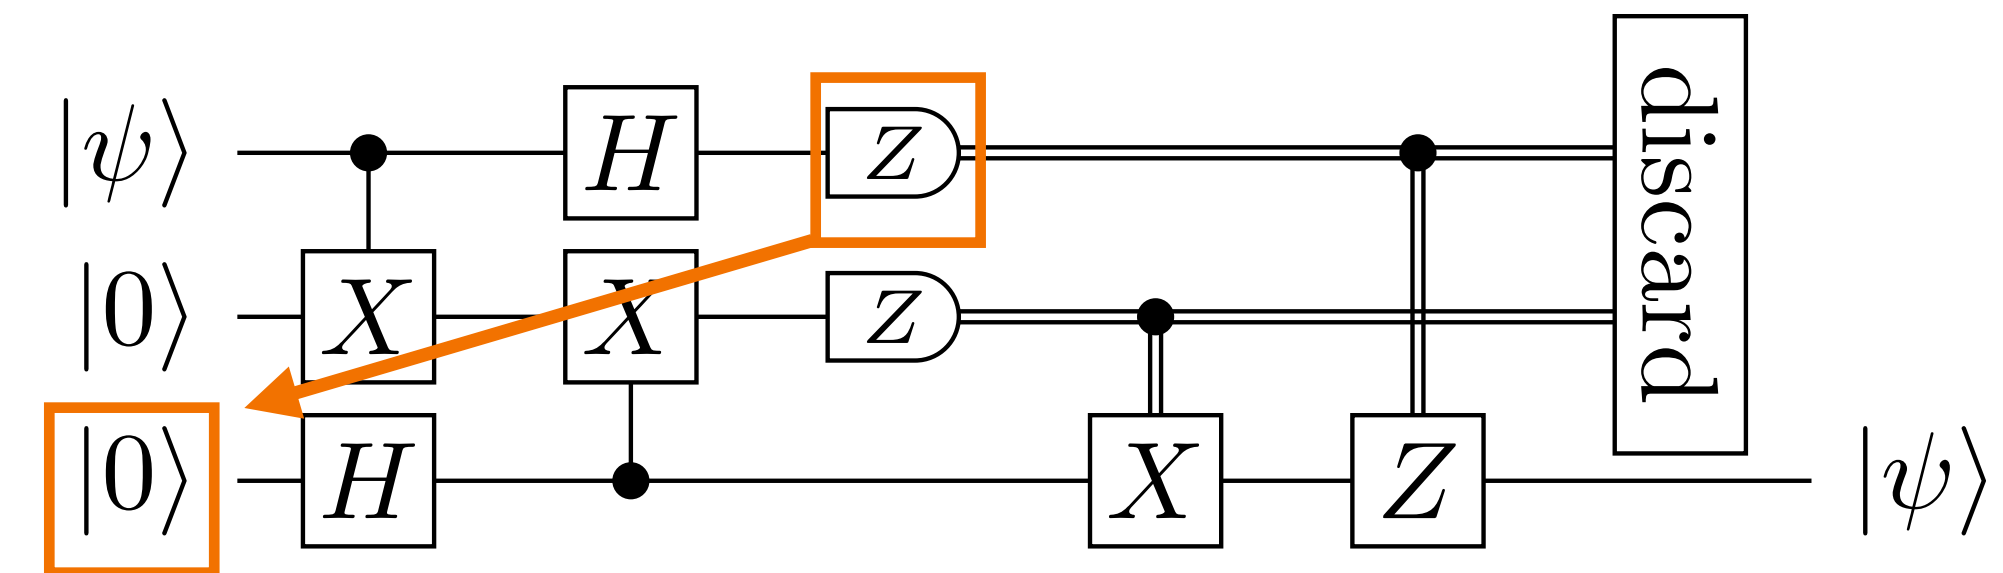 |ψ⟩ H Z
|0⟩ X X Z
|0⟩ H X Z |ψ⟩
discard